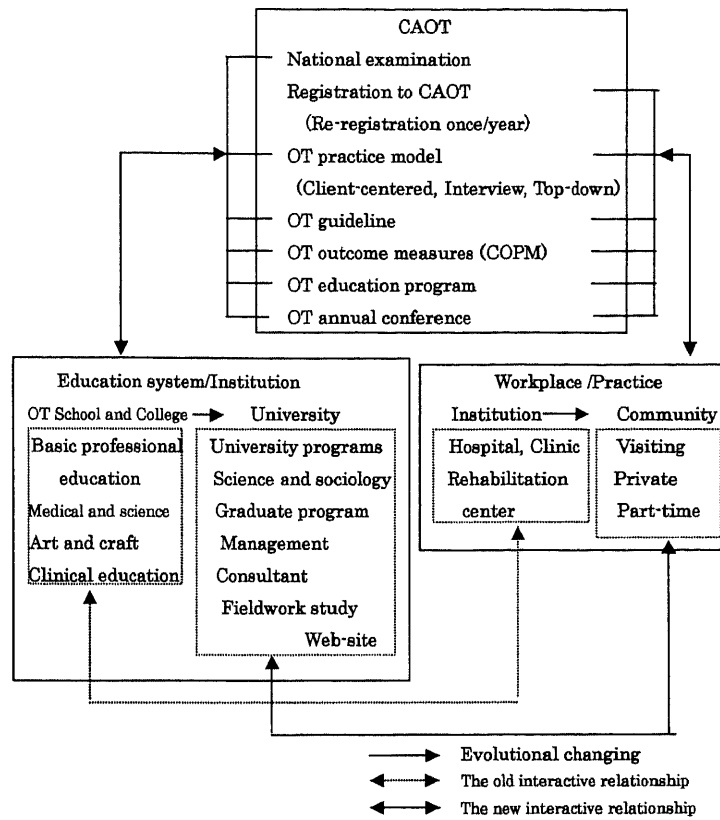 CAOT
National examination
Registration to CAOT
(Re-registration once/year)
OT practice model
(Client-centered, Interview, Top-down)
OT guideline
OT outcome measures (COPM)
OT education program
OT annual conference
Education system/Institution
OT School and College
University
Basic professional
education
Medical and science
Art and craft
Clinical education
University programs
Science and sociology
Graduate program
Management
Consultant
Fieldwork study
Web-site
Workplace /Practice
Institution
Community
Hospital, Clinic
Rehabilitation
center
Visiting
Private
Part-time
Evolutional changing
The old interactive relationship
The new interactive relationship